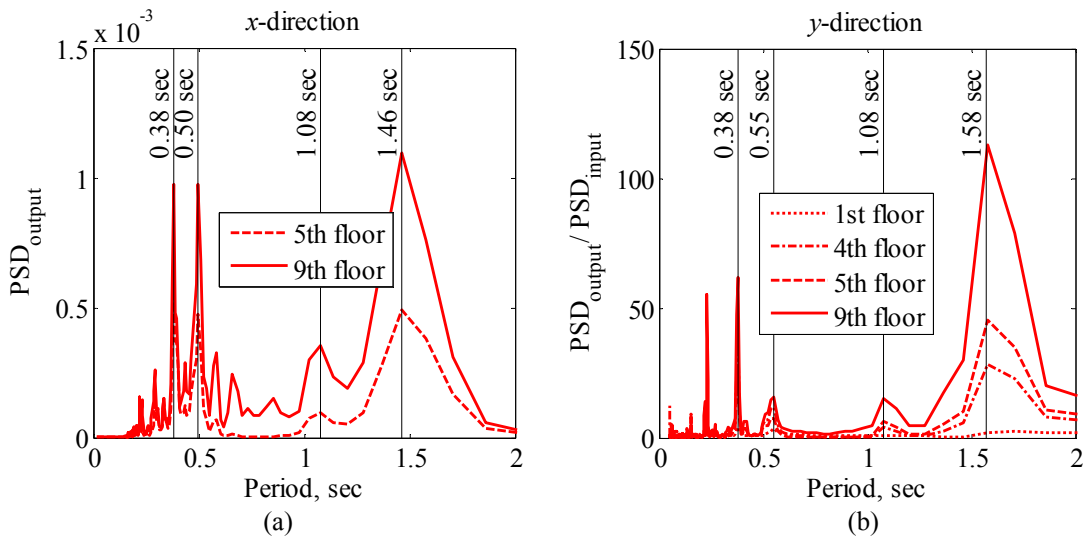 x 10⁻³
x-direction
1.5
1
0.5
0
PSDoutput
0.38 sec
0.50 sec
1.08 sec
1.46 sec
5th floor
9th floor
0 0.5 1 1.5 2
Period, sec
(a)
y-direction
150
100
50
0
PSDoutput/ PSDinput
0.38 sec
0.55 sec
1.08 sec
1.58 sec
1st floor
4th floor
5th floor
9th floor
0 0.5 1 1.5 2
Period, sec
(b)